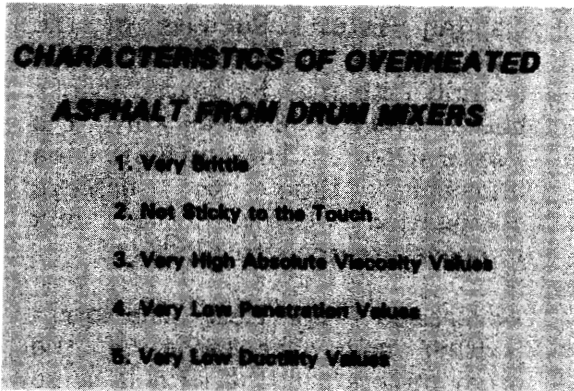 CHARACTERISTICS OF OVERHEATED
ASPHALT FROM DRUM MIXERS
1. Very Brittle
2. Not Sticky to the Touch
3. Very High Absolute Viscosity Values
4. Very Low Penetration Values
5. Very Low Ductility Values